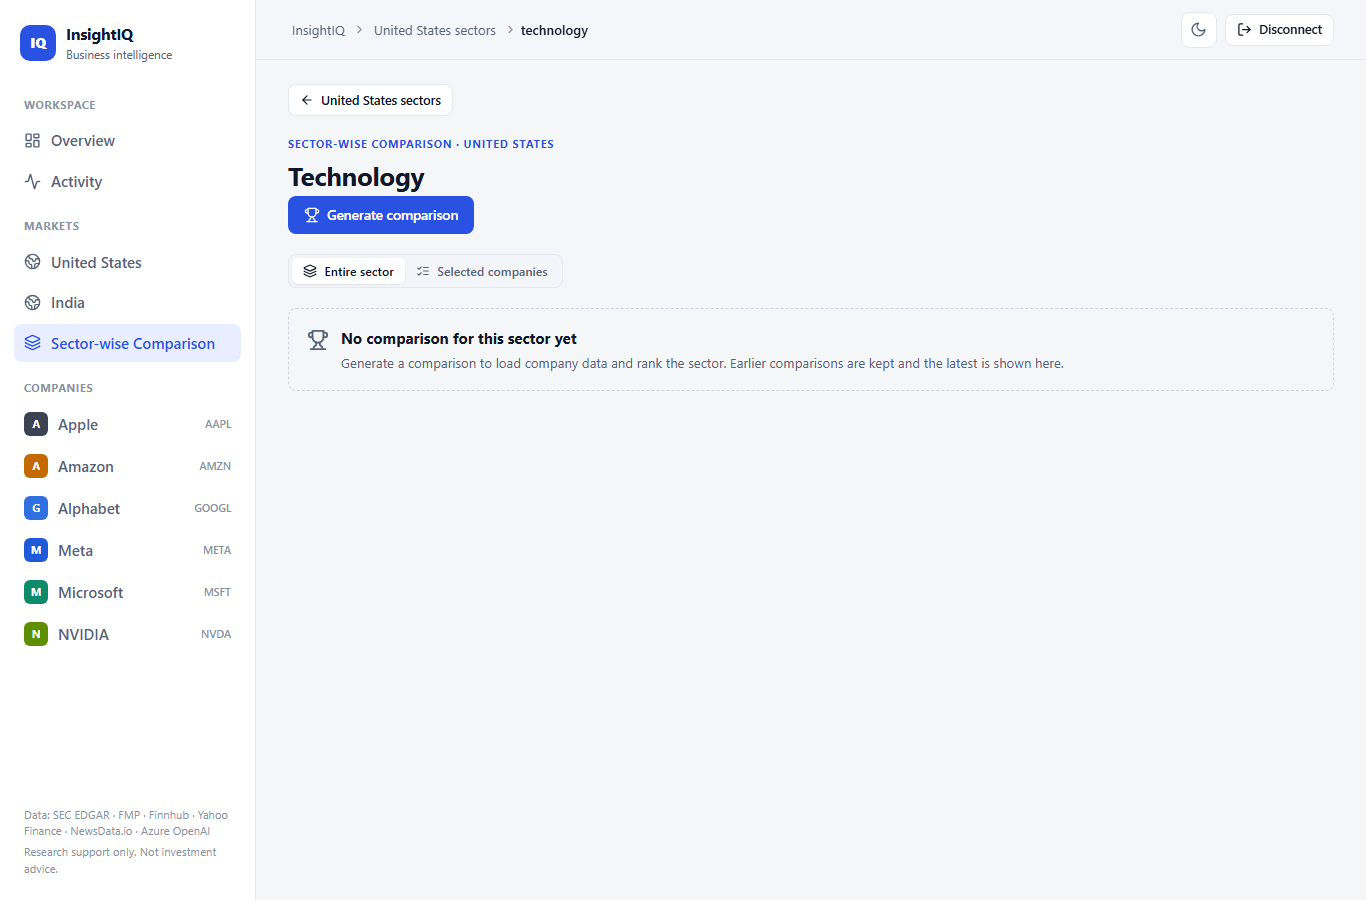 IQ
InsightIQ
Business intelligence
WORKSPACE
Overview
Activity
MARKETS
United States
India
Sector-wise Comparison
COMPANIES
A Apple AAPL
A Amazon AMZN
G Alphabet GOOGL
M Meta META
M Microsoft MSFT
N NVIDIA NVDA
Data: SEC EDGAR · FMP · Finnhub · Yahoo
Finance · NewsData.io · Azure OpenAI
Research support only. Not investment
advice.
InsightIQ > United States sectors > technology
Disconnect
← United States sectors
SECTOR-WISE COMPARISON · UNITED STATES
Technology
Generate comparison
Entire sector
Selected companies
No comparison for this sector yet
Generate a comparison to load company data and rank the sector. Earlier comparisons are kept and the latest is shown here.